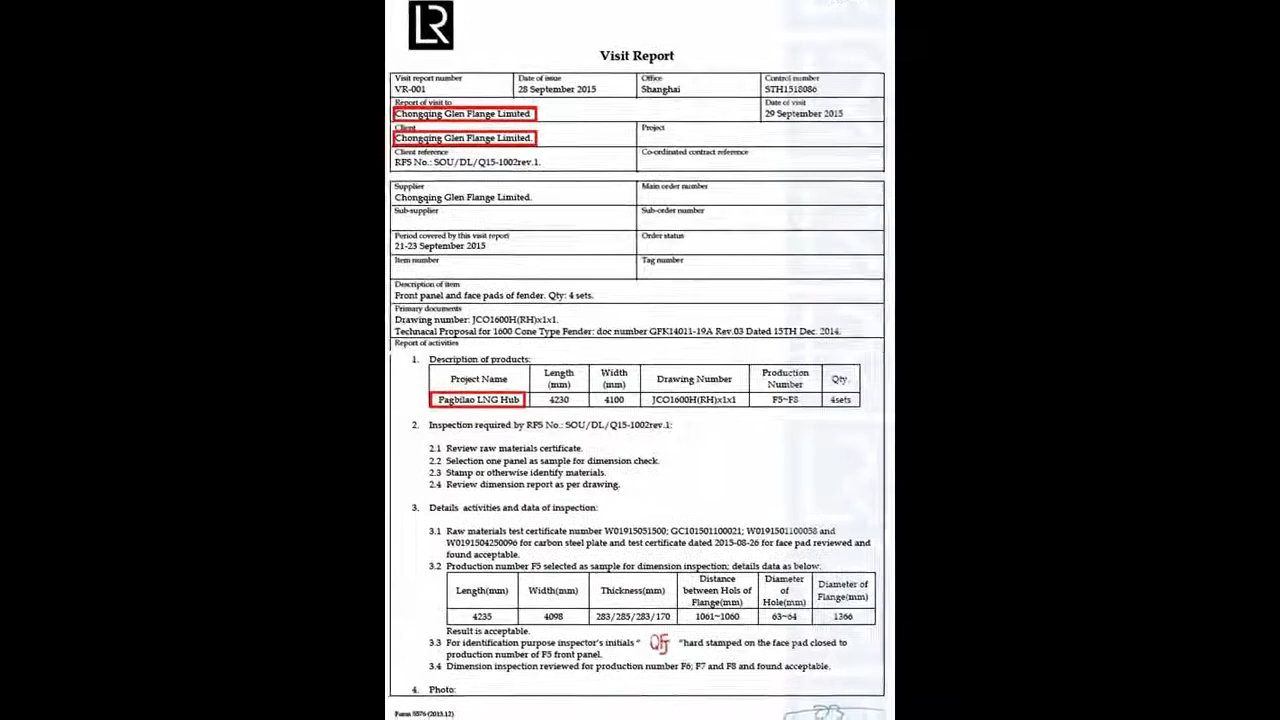 LR
Visit Report
Visit report number
VR-001
Date of issue
28 September 2015
Office
Shanghai
Control number
STH1518086
Report of visit to
Chongqing Glen Flange Limited.
Date of visit
29 September 2015
Client
Chongqing Glen Flange Limited.
Project
Client reference
RFS No.: SOU/DL/Q15-1002rev.1.
Co-ordinated contract reference
Supplier
Chongqing Glen Flange Limited.
Main order number
Sub-supplier
Sub-order number
Period covered by this visit report
21-23 September 2015
Order status
Item number
Tag number
Description of item
Front panel and face pads of fender. Qty: 4 sets.
Primary documents
Drawing number: JCO1600H(RH)x1x1.
Technacal Proposal for 1600 Cone Type Fender: doc number GFK14011-19A Rev.03 Dated 15TH Dec. 2014.
Report of activities
1. Description of products:
Project Name Length (mm) Width (mm) Drawing Number Production Number Qty.
Pagbilao LNG Hub 4230 4100 JCO1600H(RH)x1x1 F5~F8 4sets
2. Inspection required by RFS No.: SOU/DL/Q15-1002rev.1:
2.1 Review raw materials certificate.
2.2 Selection one panel as sample for dimension check.
2.3 Stamp or otherwise identify materials.
2.4 Review dimension report as per drawing.
3. Details activities and data of inspection:
3.1 Raw materials test certificate number W01915051500; GC101501100021; W0191501100058 and
W0191504250096 for carbon steel plate and test certificate dated 2015-08-26 for face pad reviewed and
found acceptable.
3.2 Production number F5 selected as sample for dimension inspection; details data as below.
Length(mm) Width(mm) Thickness(mm) Distance between Hols of Flange(mm) Diameter of Hole(mm) Diameter of Flange(mm)
4235 4098 283/285/283/170 1061~1060 63~64 1366
Result is acceptable.
3.3 For identification purpose inspector's initials " "hard stamped on the face pad closed to
production number of F5 front panel.
3.4 Dimension inspection reviewed for production number F6; F7 and F8 and found acceptable.
4. Photo:
Form 5576 (2013.12)